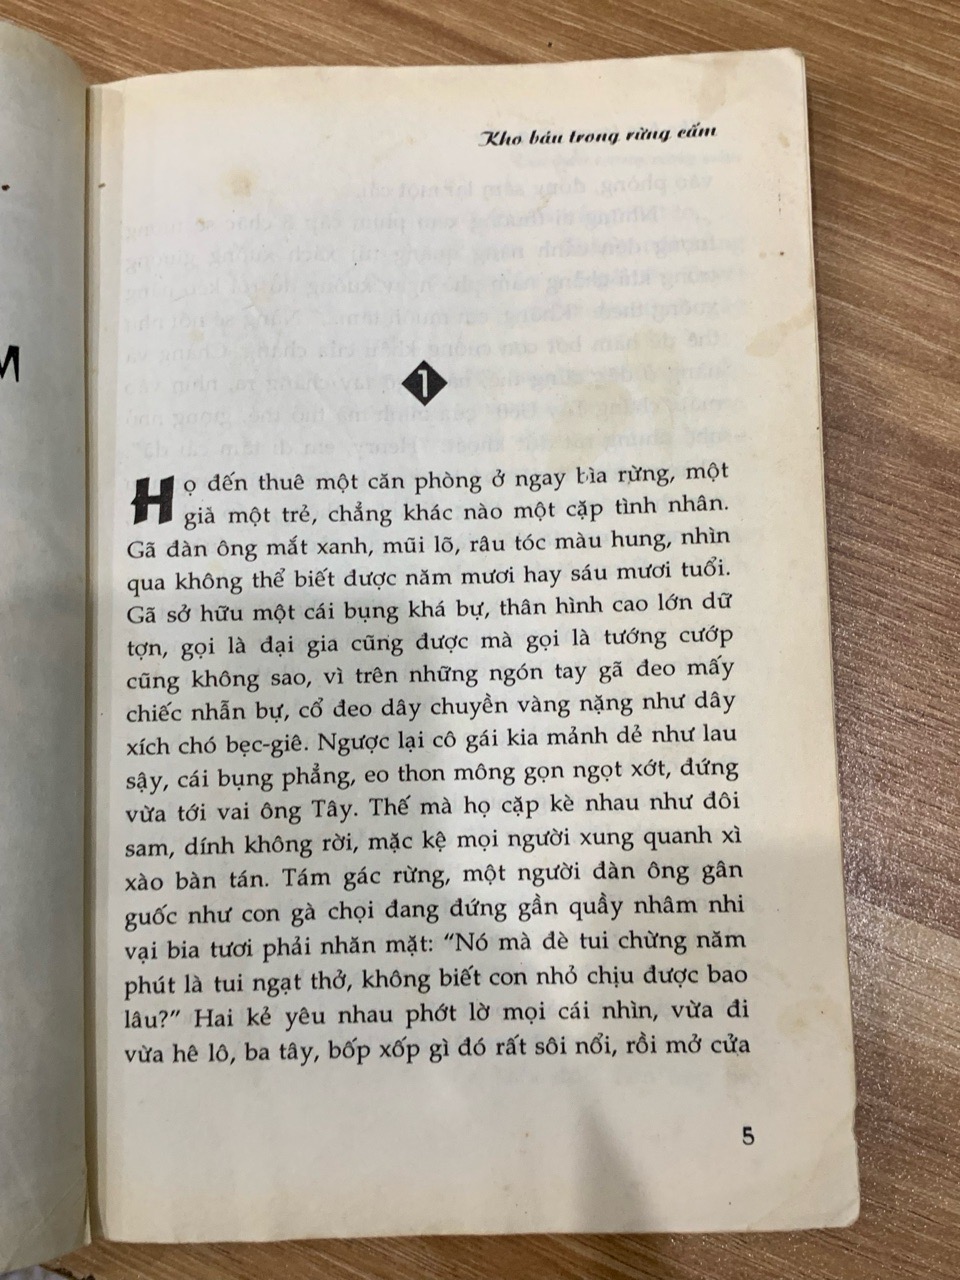 M
Kho báu trong rừng cấm
1
Họ đến thuê một căn phòng ở ngay bìa rừng, một
già một trẻ, chẳng khác nào một cặp tình nhân.
Gã đàn ông mắt xanh, mũi lõ, râu tóc màu hung, nhìn
qua không thể biết được năm mươi hay sáu mươi tuổi.
Gã sở hữu một cái bụng khá bự, thân hình cao lớn dữ
tợn, gọi là đại gia cũng được mà gọi là tướng cướp
cũng không sao, vì trên những ngón tay gã đeo mấy
chiếc nhẫn bự, cổ đeo dây chuyền vàng nặng như dây
xích chó bẹc-giê. Ngược lại cô gái kia mảnh dẻ như lau
sậy, cái bụng phẳng, eo thon mông gọn ngọt xớt, đứng
vừa tới vai ông Tây. Thế mà họ cặp kè nhau như đôi
sam, dính không rời, mặc kệ mọi người xung quanh xì
xào bàn tán. Tám gác rừng, một người đàn ông gân
guốc như con gà chọi đang đứng gần quầy nhâm nhi
vại bia tươi phải nhăn mặt: “Nó mà đè tui chừng năm
phút là tui ngạt thở, không biết con nhỏ chịu được bao
lâu?” Hai kẻ yêu nhau phớt lờ mọi cái nhìn, vừa đi
vừa hê lô, ba tây, bốp xốp gì đó rất sôi nổi, rồi mở cửa
5